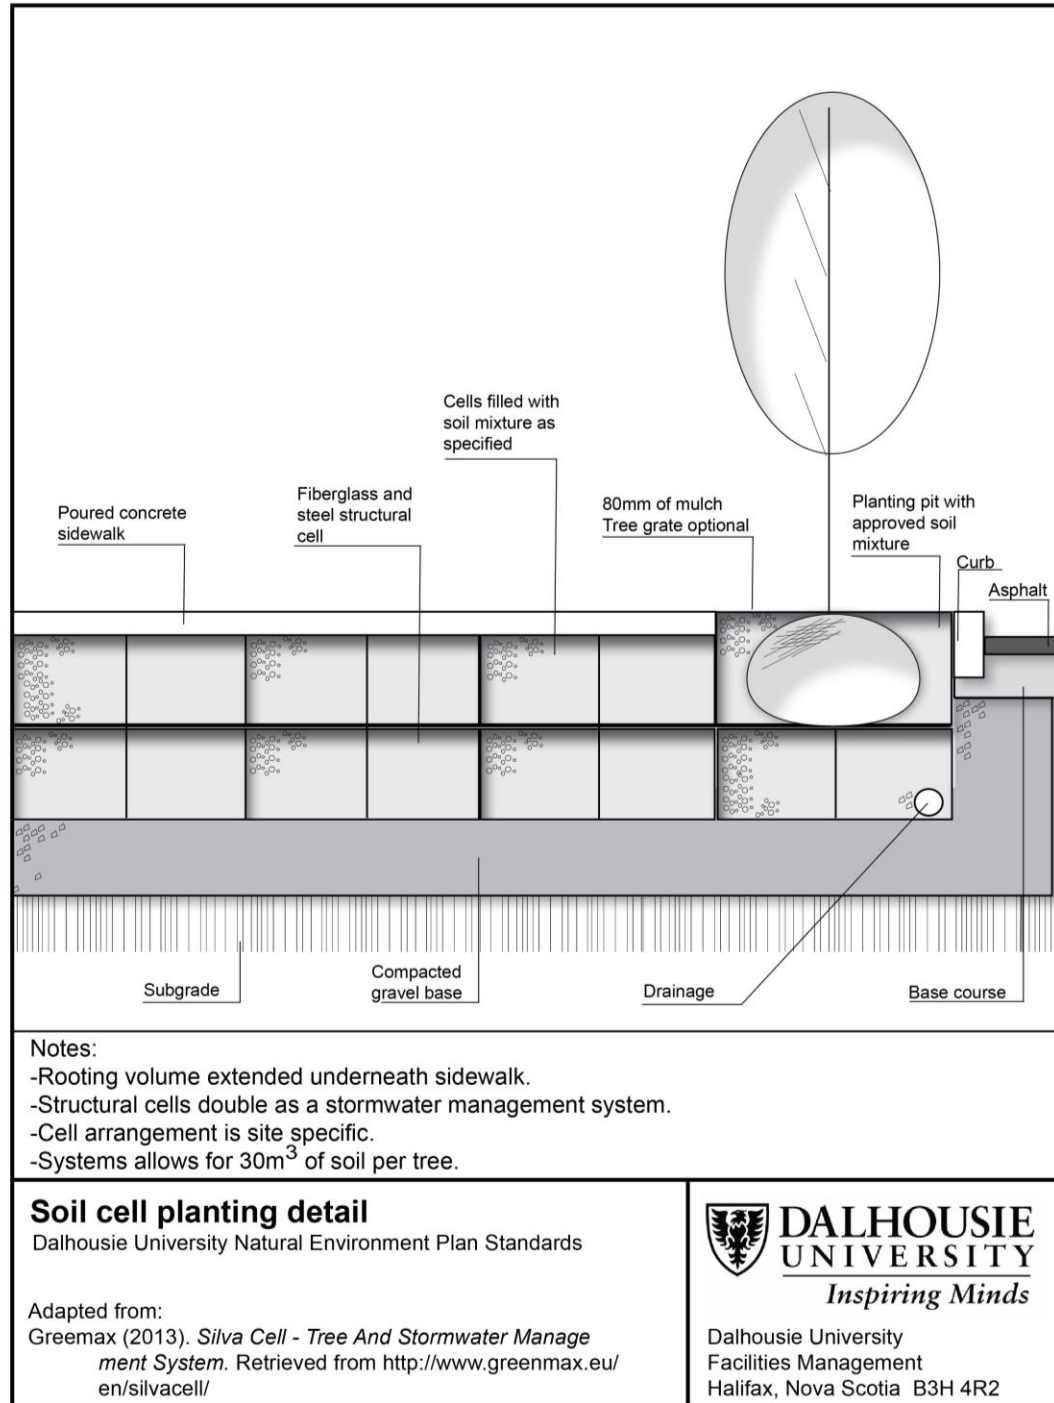 Cells filled with
soil mixture as
specified
Fiberglass and
steel structural
cell
Poured concrete
sidewalk
80mm of mulch
Tree grate optional
Planting pit with
approved soil
mixture
Curb
Asphalt
Subgrade
Compacted
gravel base
Drainage
Base course
Notes:
-Rooting volume extended underneath sidewalk.
-Structural cells double as a stormwater management system.
-Cell arrangement is site specific.
-Systems allows for 30m³ of soil per tree.
Soil cell planting detail
Dalhousie University Natural Environment Plan Standards
Adapted from:
Greemax (2013). Silva Cell - Tree And Stormwater Manage
ment System. Retrieved from http://www.greenmax.eu/
en/silvacell/
DALHOUSIE
UNIVERSITY
Inspiring Minds
Dalhousie University
Facilities Management
Halifax, Nova Scotia B3H 4R2